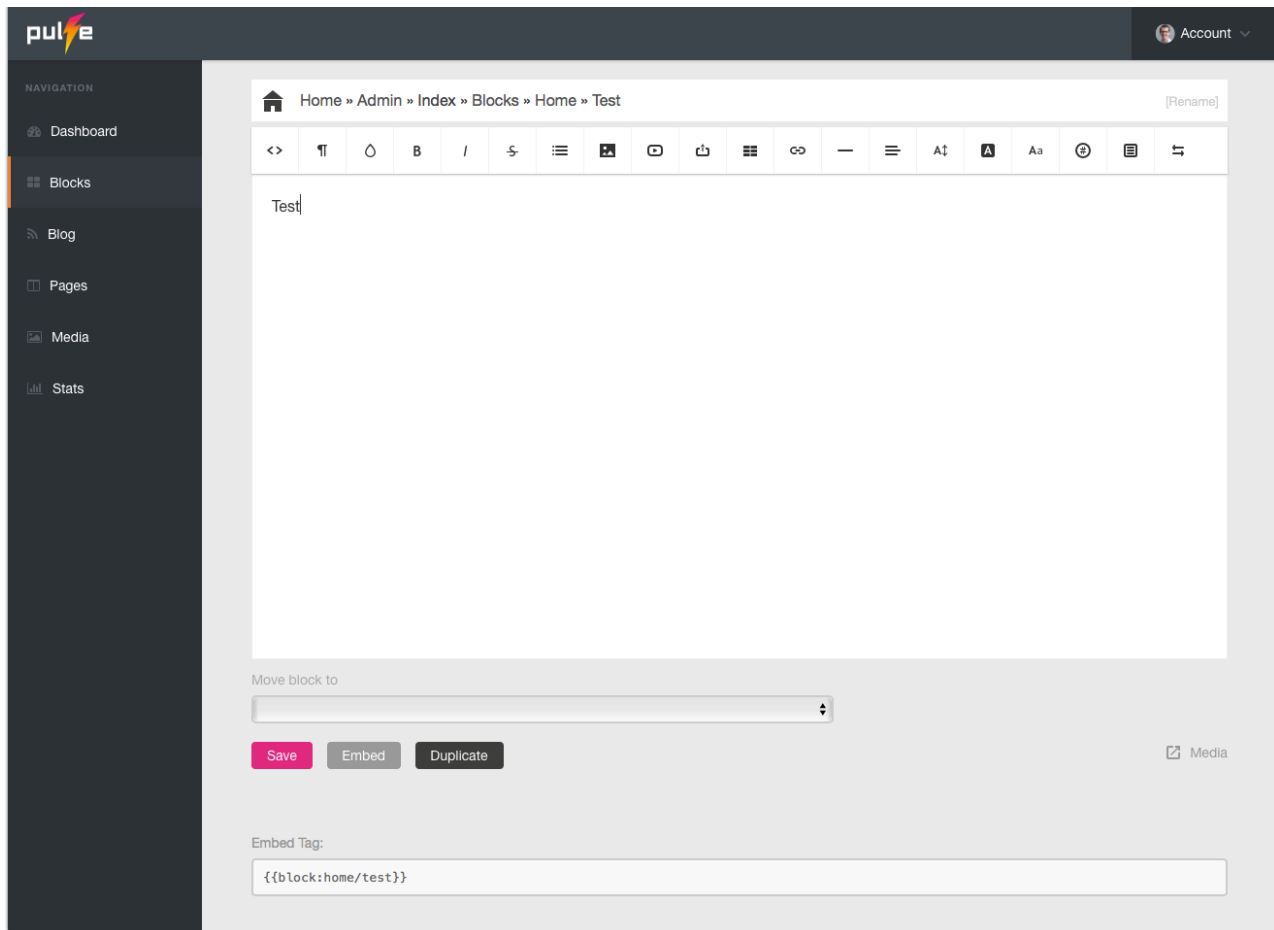 pulse
Account
NAVIGATION
Dashboard
Blocks
Blog
Pages
Media
Stats
Home » Admin » Index » Blocks » Home » Test
[Rename]
B I S A A Aa #
Test
Move block to
Save Embed Duplicate
Media
Embed Tag:
{{block:home/test}}